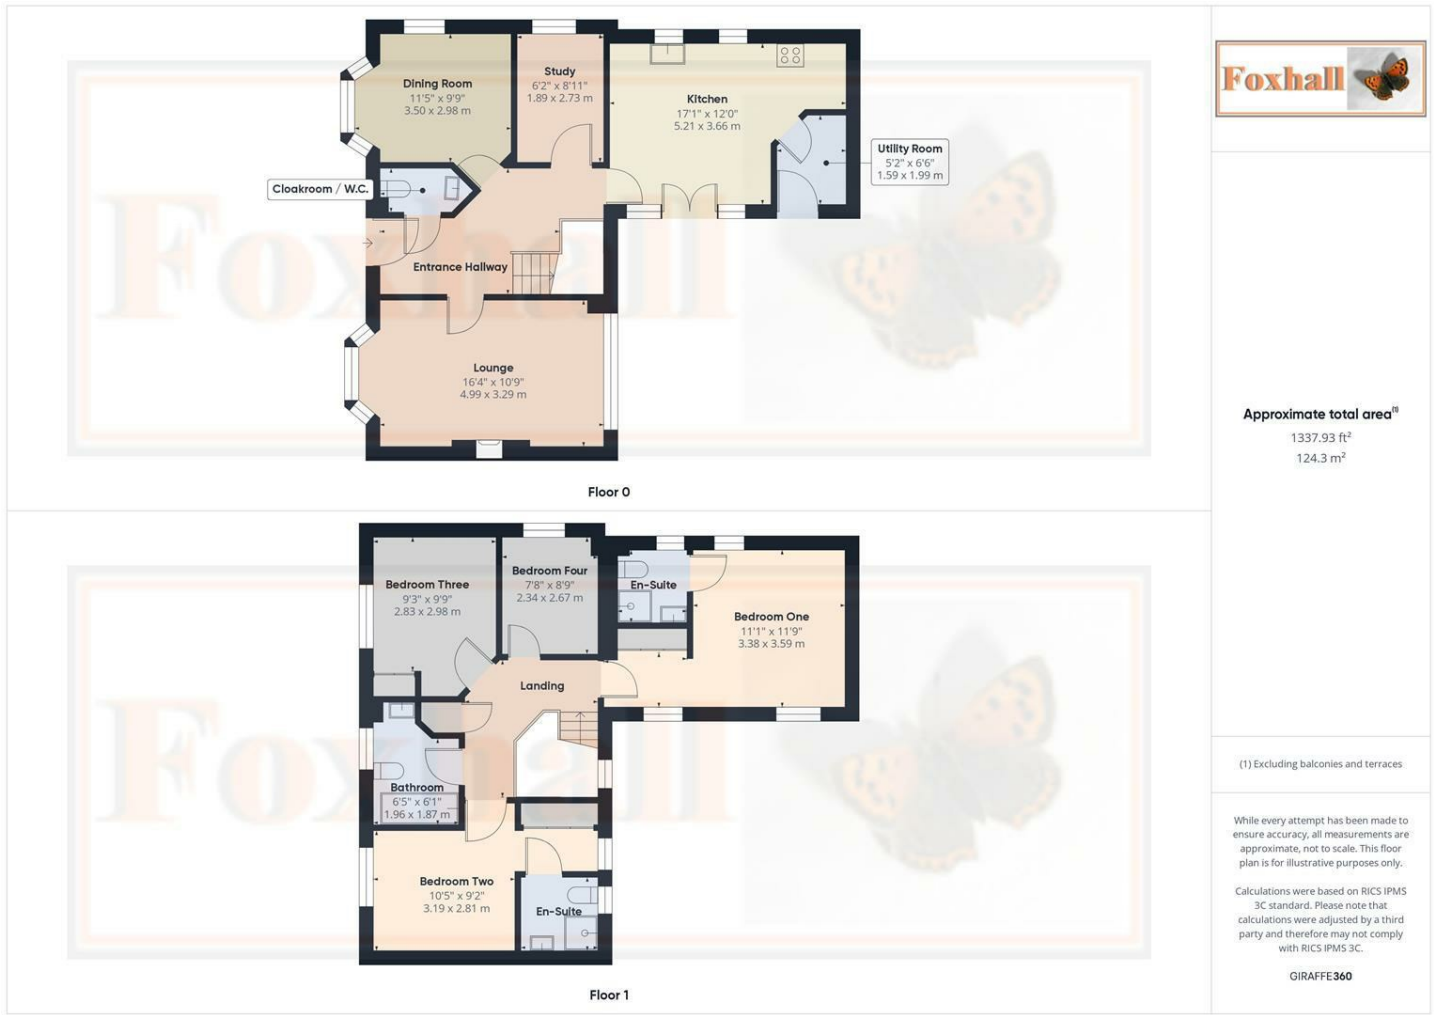 Dining Room
11'5" x 9'9"
3.50 x 2.98 m
Study
6'2" x 8'11"
1.89 x 2.73 m
Kitchen
17'1" x 12'0"
5.21 x 3.66 m
Utility Room
5'2" x 6'6"
1.59 x 1.99 m
Cloakroom / W.C.
Entrance Hallway
Lounge
16'4" x 10'9"
4.99 x 3.29 m
Foxhall
Floor 0
Bedroom Three
9'3" x 9'9"
2.83 x 2.98 m
Bedroom Four
7'8" x 8'9"
2.34 x 2.67 m
En-Suite
Bedroom One
11'1" x 11'9"
3.38 x 3.59 m
Landing
Bathroom
6'5" x 6'1"
1.96 x 1.87 m
Bedroom Two
10'5" x 9'2"
3.19 x 2.81 m
En-Suite
Foxhall
Floor 1
Foxhall
Approximate total area(1)
1337.93 ft²
124.3 m²
(1) Excluding balconies and terraces
While every attempt has been made to
ensure accuracy, all measurements are
approximate, not to scale. This floor
plan is for illustrative purposes only.
Calculations were based on RICS IPMS
3C standard. Please note that
calculations were adjusted by a third
party and therefore may not comply
with RICS IPMS 3C.
GIRAFFE360